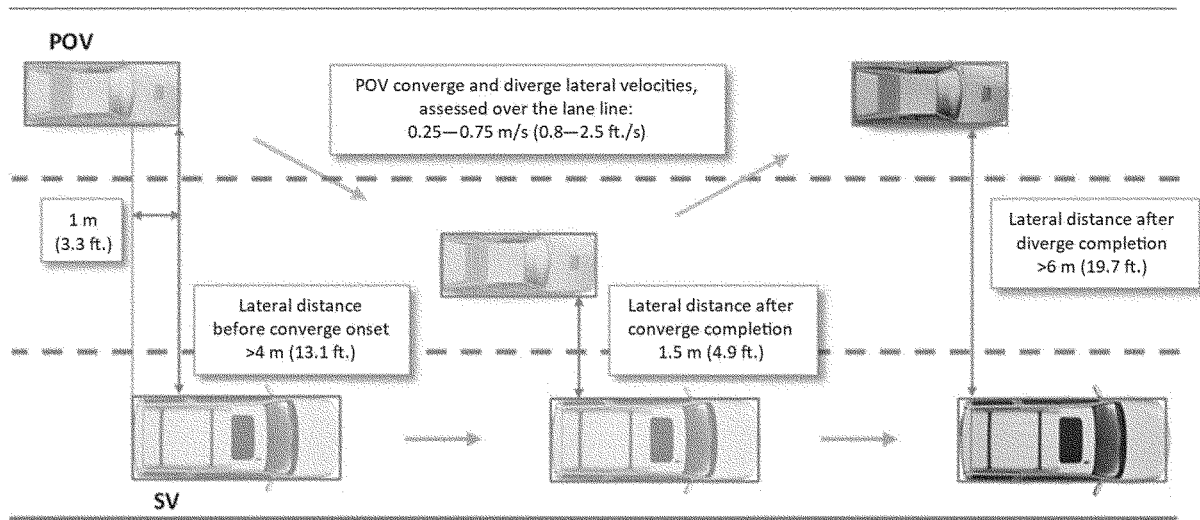 POV
POV converge and diverge lateral velocities,
assessed over the lane line:
0.25—0.75 m/s (0.8—2.5 ft./s)
1 m
(3.3 ft.)
Lateral distance
before converge onset
>4 m (13.1 ft.)
Lateral distance after
converge completion
1.5 m (4.9 ft.)
Lateral distance after
diverge completion
>6 m (19.7 ft.)
SV